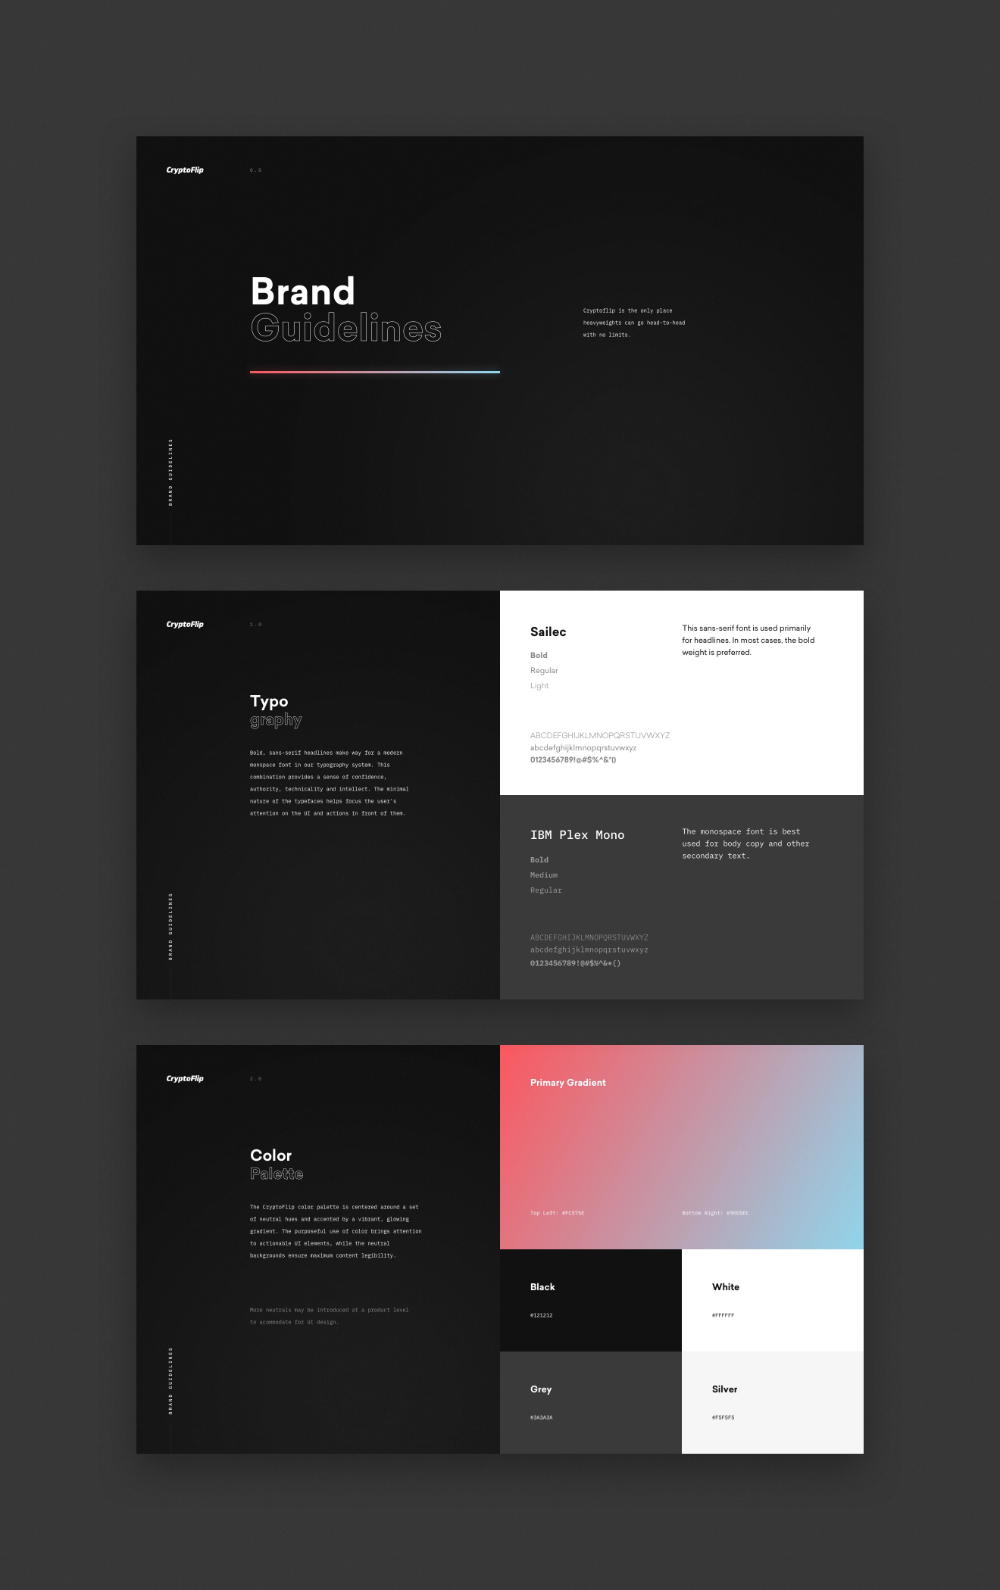 CryptoFlip
0.0
Brand
Guidelines
Cryptoflip is the only place
heavyweights can go head-to-head
with no limits.
BRAND GUIDELINES
CryptoFlip
1.0
Typo
graphy
Bold, sans-serif headlines make way for a modern
monspace font in our typography system. This
combination provides a sense of confidence,
authority, technicality and intellect. The minimal
nature of the typefaces helps focus the user's
attention on the UI and actions in front of them.
BRAND GUIDELINES
Sailec
Bold
Regular
Light
This sans-serif font is used primarily
for headlines. In most cases, the bold
weight is preferred.
ABCDEFGHIJKLMNOPQRSTUVWXYZ
abcdefghijklmnopqrstuvwxyz
0123456789!@#$%^&*()
IBM Plex Mono
Bold
Medium
Regular
The monospace font is best
used for body copy and other
secondary text.
ABCDEFGHIJKLMNOPQRSTUVWXYZ
abcdefghijklmnopqrstuvwxyz
0123456789!@#$%^&*()
CryptoFlip
2.0
Color
Palette
The CryptoFlip color palette is centered around a set
of neutral hues and accented by a vibrant, glowing
gradient. The purposeful use of color brings attention
to actionable UI elements, while the neutral
backgrounds ensure maximum content legibility.
More neutrals may be introduced at a product level
to acommodate for UI design.
BRAND GUIDELINES
Primary Gradient
Top Left:
Bottom Right:
Black
#121212
White
#FFFFFF
Grey
#3A3A3A
Silver
#F5F5F5